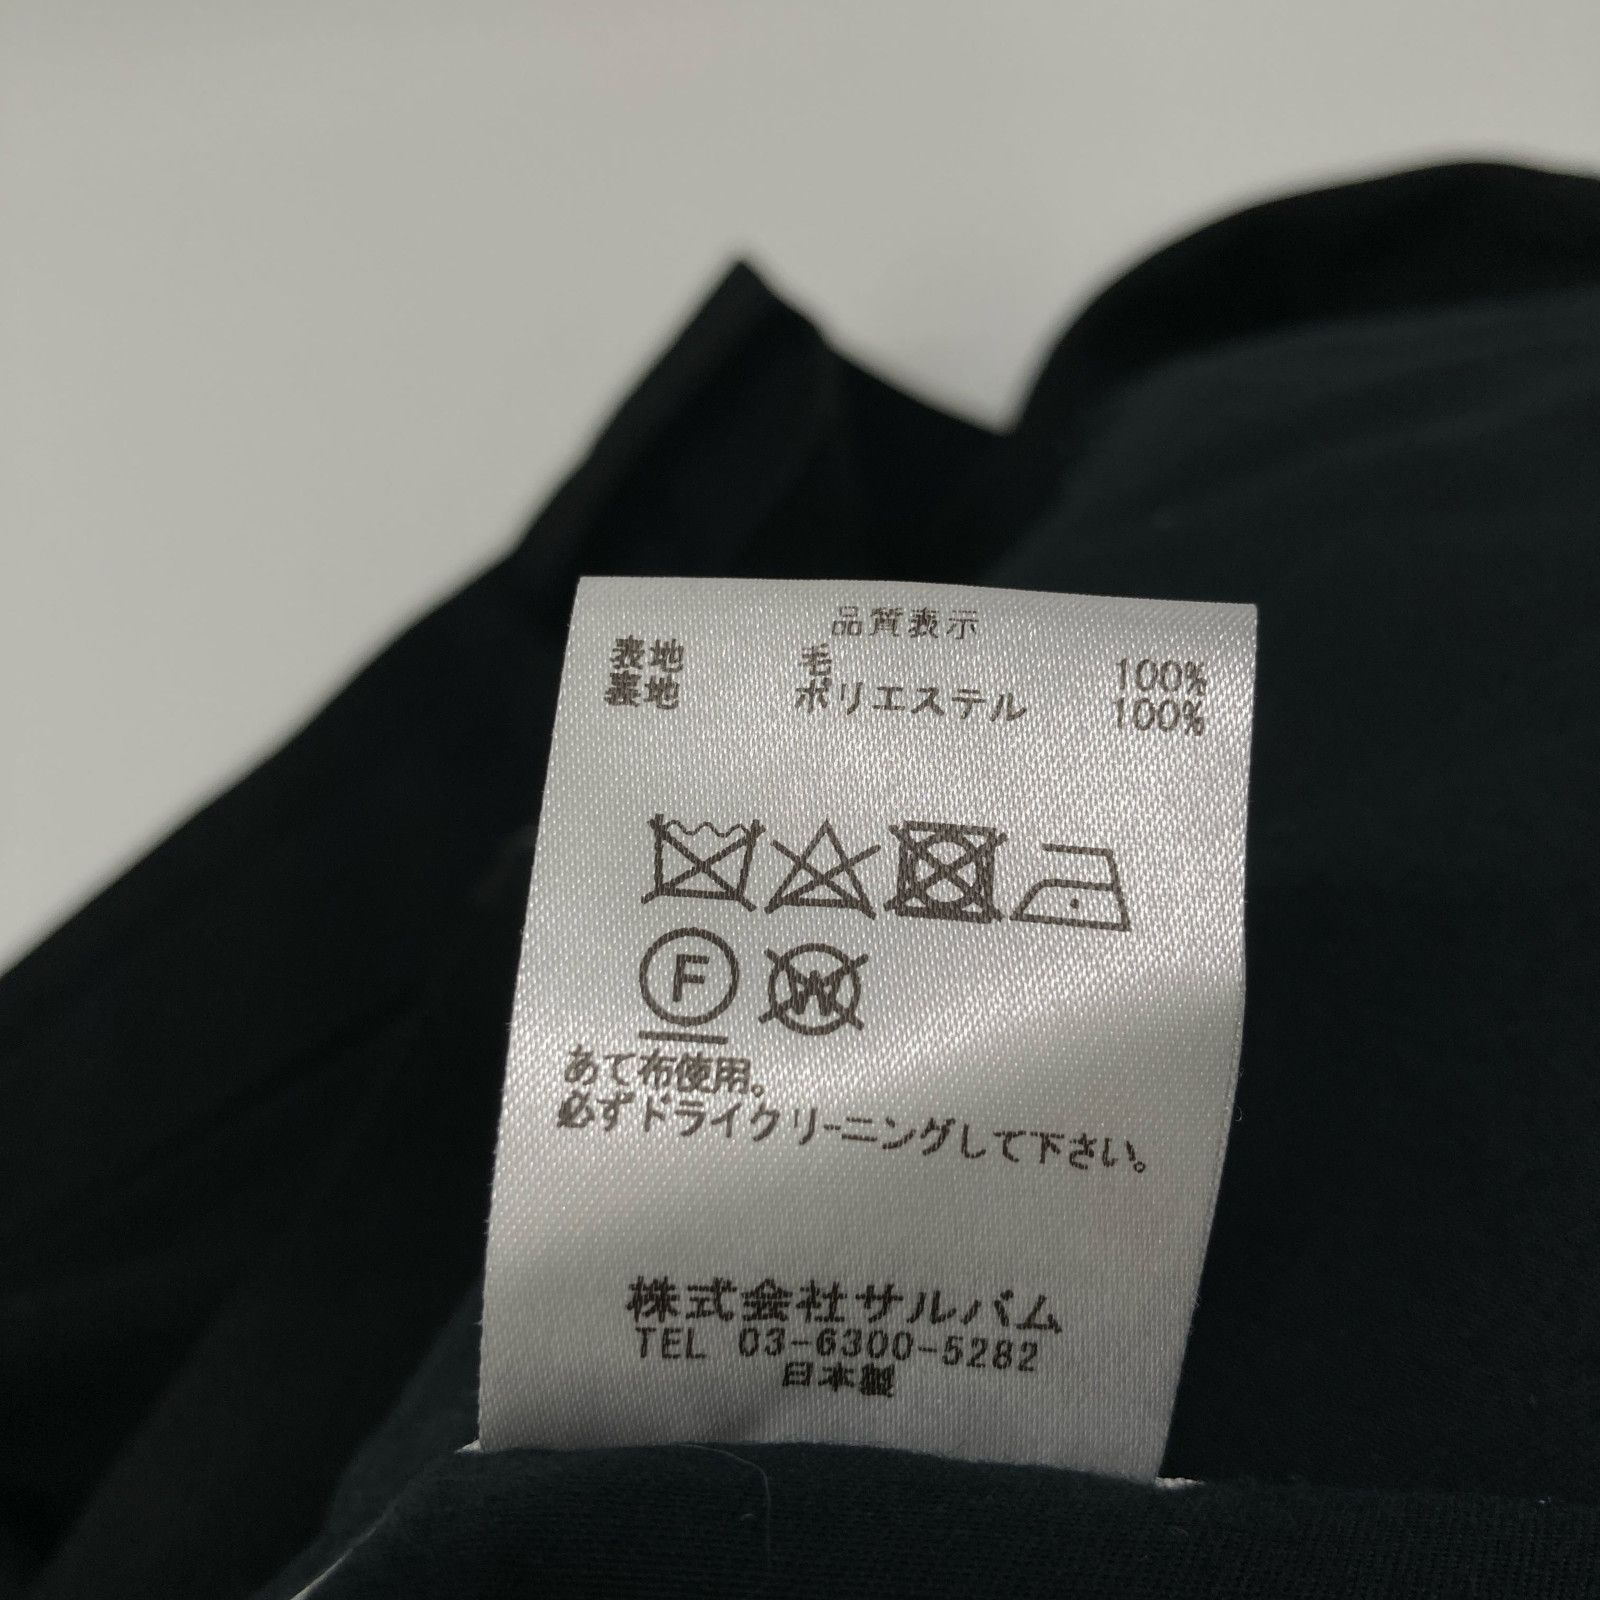 品質表示
表地 毛 100%
裏地 ポリエステル 100%
F W
あて布使用。
必ずドライクリーニングして下さい。
株式会社サルバム
TEL 03-6300-5282
日本製